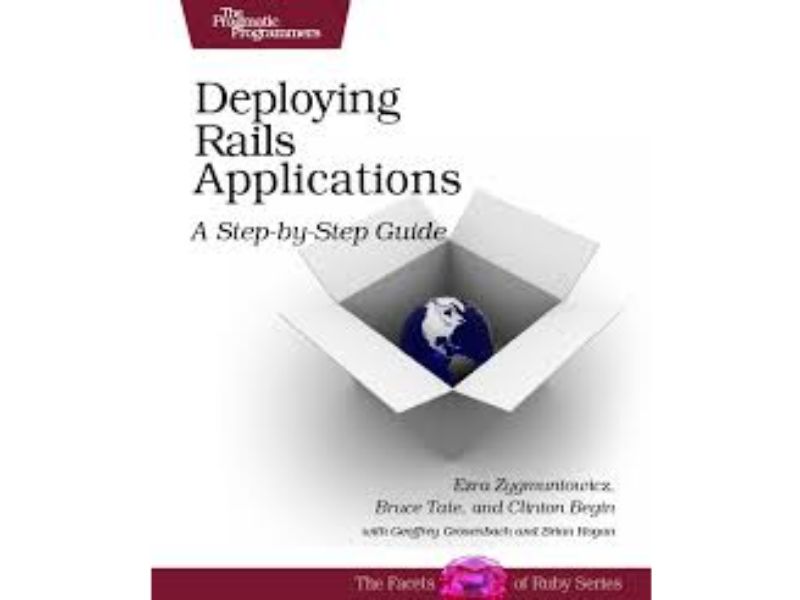 The
Pragmatic
Programmers
Deploying
Rails
Applications
A Step-by-Step Guide
Ezra Zygmuntowicz,
Bruce Tate, and Clinton Begin
with Geoffrey Grosenbach and Brian Hogan
The Facets of Ruby Series